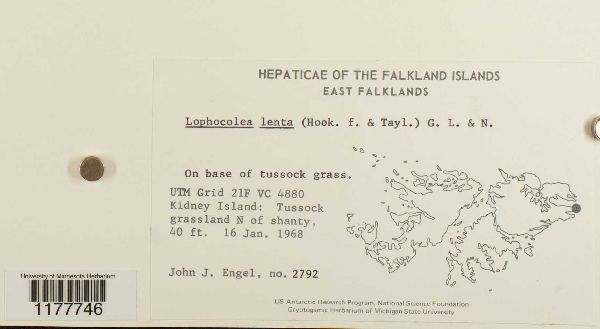 HEPATICAE OF THE FALKLAND ISLANDS
EAST FALKLANDS
Lophocolea lenta (Hook. f. & Tayl.) G. L. & N.
On base of tussock grass.
UTM Grid 21F VC 4880
Kidney Island: Tussock
grassland N of shanty,
40 ft. 16 Jan. 1968
John J. Engel, no. 2792
US Antarctic Research Program, National Science Foundation
Cryptogamic Herbarium of Michigan State University
University of Minnesota Herbarium
1177746